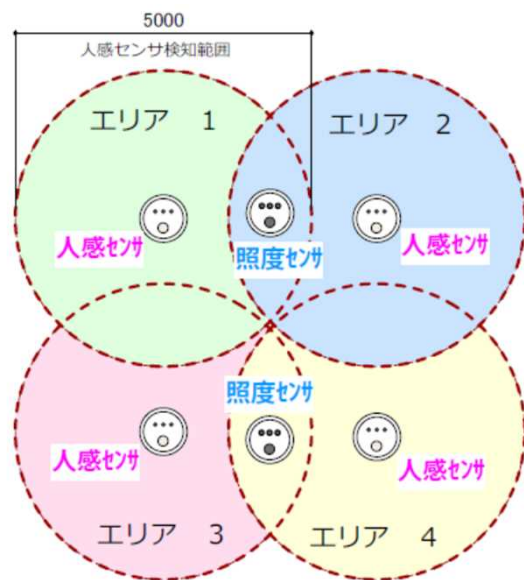 5000
人感センサ検知範囲
エリア 1
エリア 2
人感センサ
照度センサ
人感センサ
照度センサ
人感センサ
人感センサ
エリア 3
エリア 4